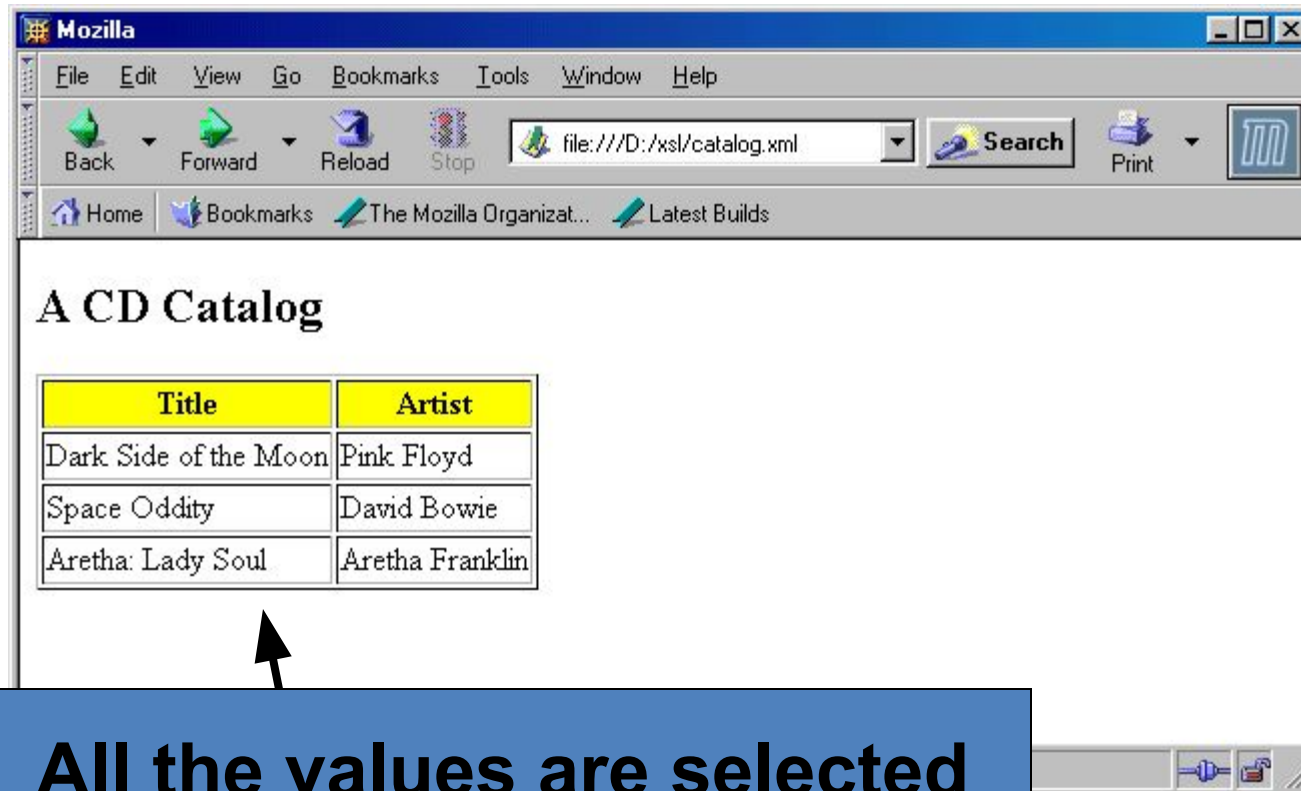 Mozilla
File Edit View Go Bookmarks Tools Window Help
Back Forward Reload Stop file:///D:/xsl/catalog.xml Search Print
Home Bookmarks The Mozilla Organizat... Latest Builds
A CD Catalog
Title Artist
Dark Side of the Moon Pink Floyd
Space Oddity David Bowie
Aretha: Lady Soul Aretha Franklin
All the values are selected